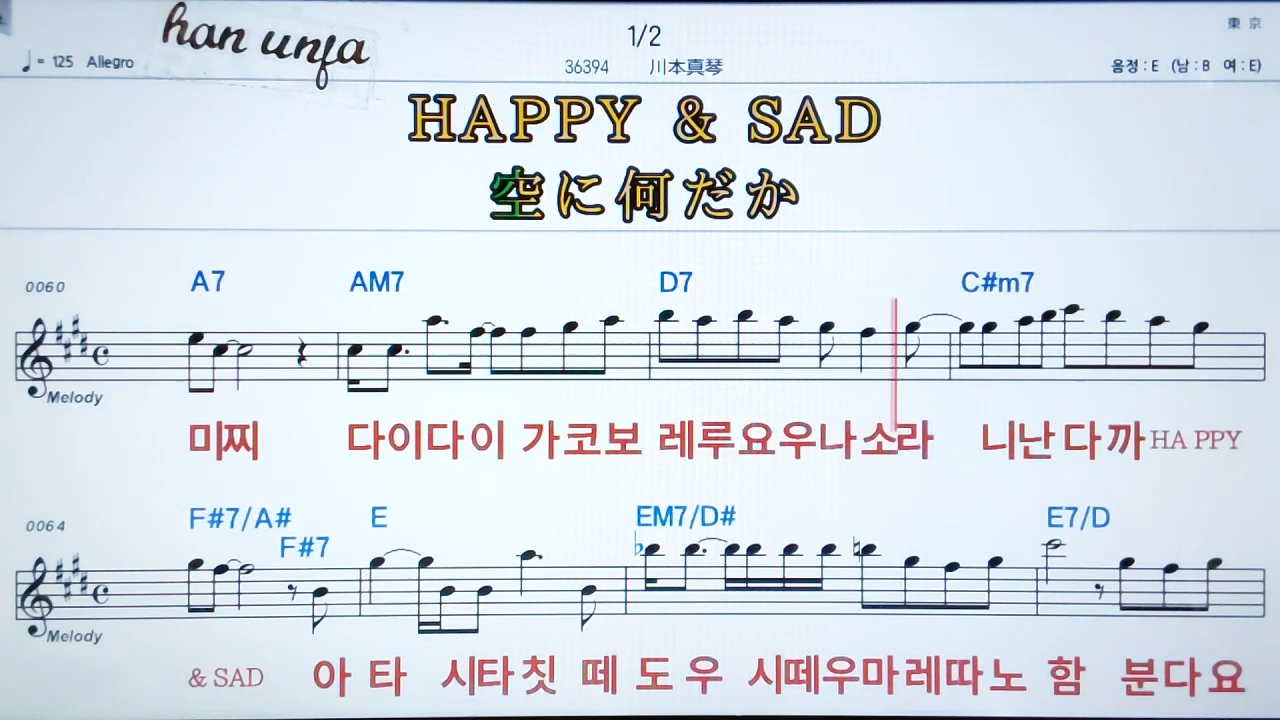 han unfa
1/2
東京
♩= 125 Allegro
36394 川本真琴
음정:E (남:B 여:E)
HAPPY & SAD
空に何だか
0060 A7 AM7 D7 C#m7
Melody
미찌 다이다이 가코보 레루요우나소라 니난다까 HAPPY
0064 F#7/A# F#7 E EM7/D# E7/D
Melody
& SAD 아타 시타칫 떼 도우 시떼우마레따노 함 분다요